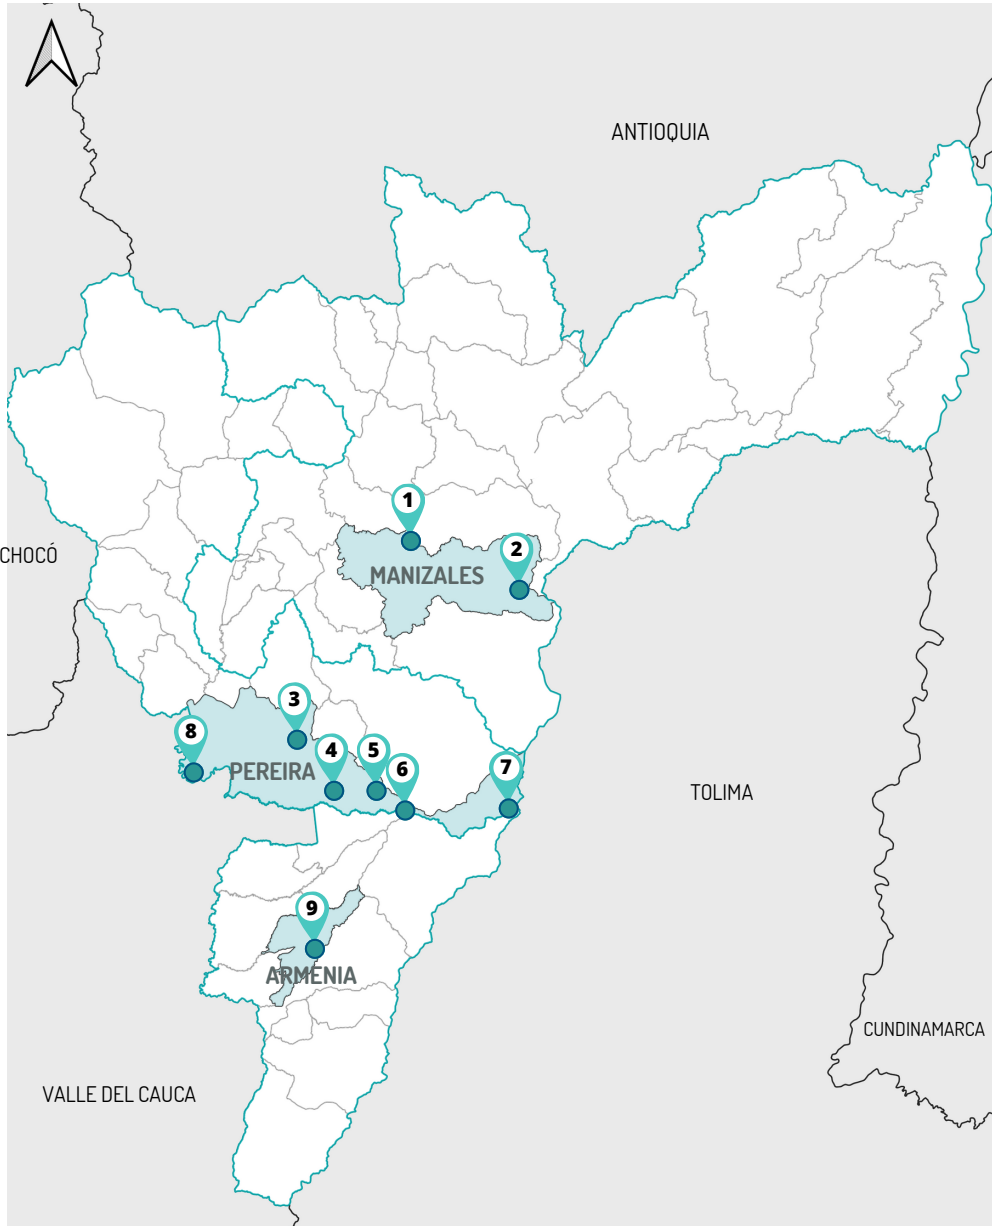 ANTIOQUIA
1
CHOCÓ
2
MANIZALES
3
8
4
5
6
7
PEREIRA
TOLIMA
9
ARMENIA
CUNDINAMARCA
VALLE DEL CAUCA